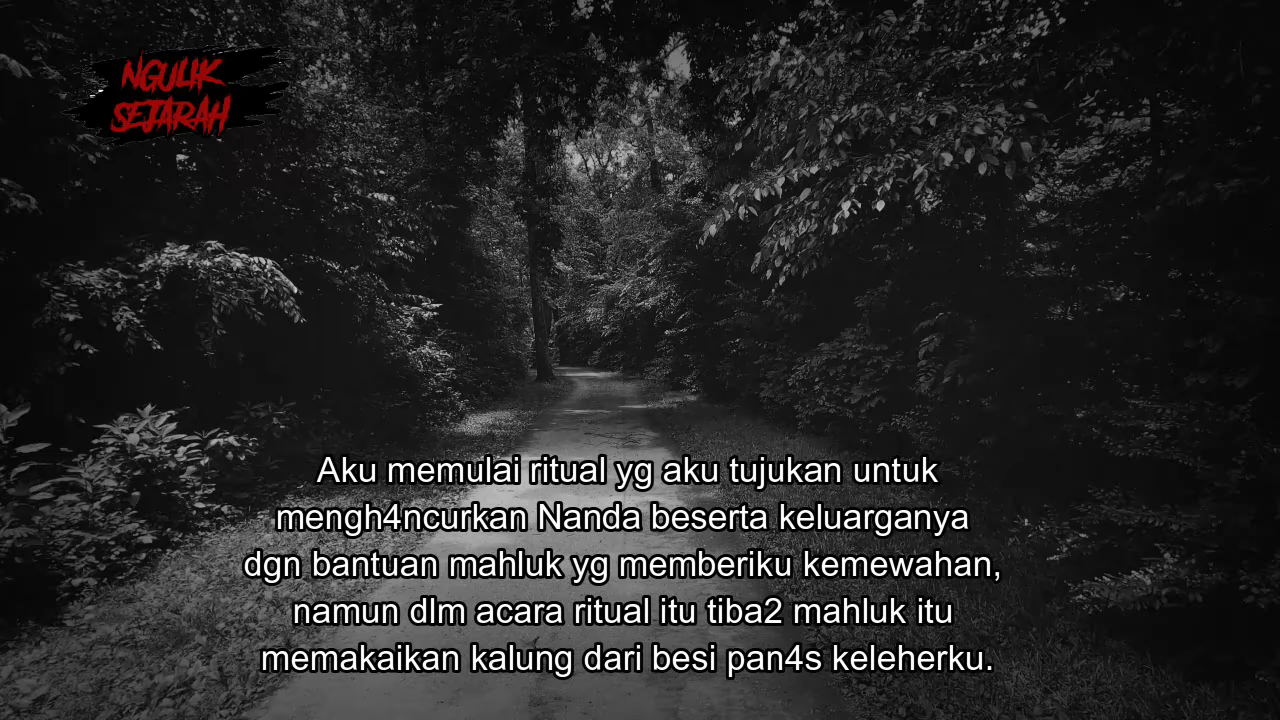 NGULIK
SEJARAH
Aku memulai ritual yg aku tujukan untuk
mengh4ncurkan Nanda beserta keluarganya
dgn bantuan mahluk yg memberiku kemewahan,
namun dlm acara ritual itu tiba2 mahluk itu
memakaikan kalung dari besi pan4s keleherku.